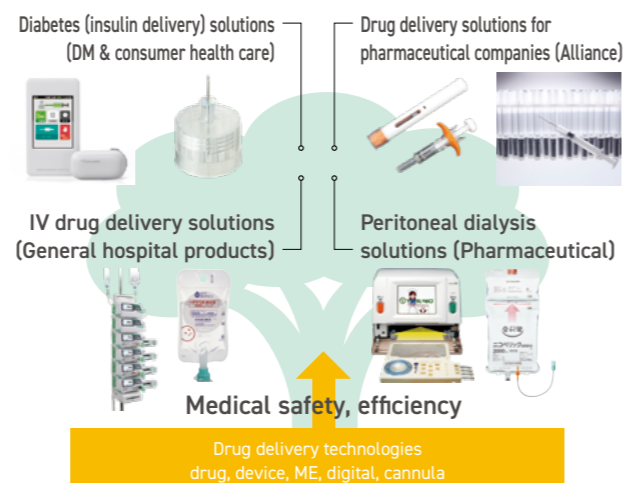 Diabetes (insulin delivery) solutions
(DM & consumer health care)
Drug delivery solutions for
pharmaceutical companies (Alliance)
IV drug delivery solutions
(General hospital products)
Peritoneal dialysis
solutions (Pharmaceutical)
Medical safety, efficiency
Drug delivery technologies
drug, device, ME, digital, cannula